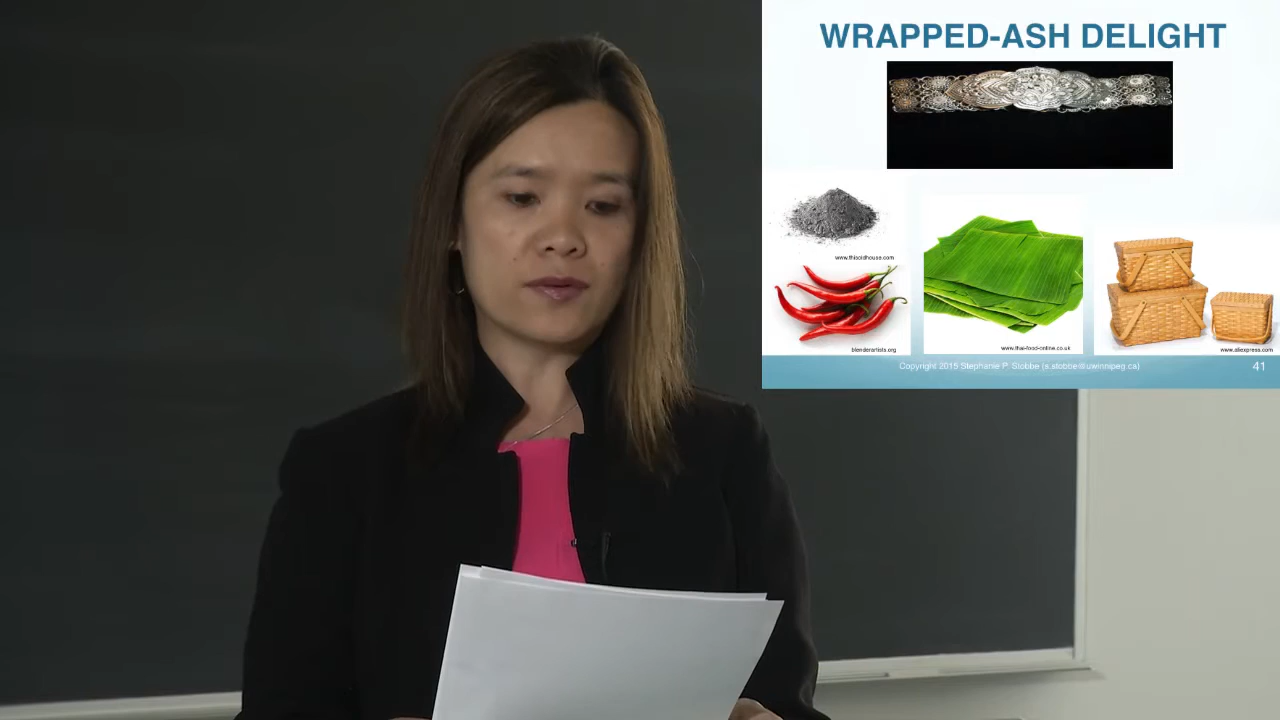 WRAPPED-ASH DELIGHT
www.thisoldhouse.com
blenderartists.org
www.thai-food-online.co.uk
www.aliexpress.com
Copyright 2015 Stephanie P. Stobbe (s.stobbe@uwinnipeg.ca)
41